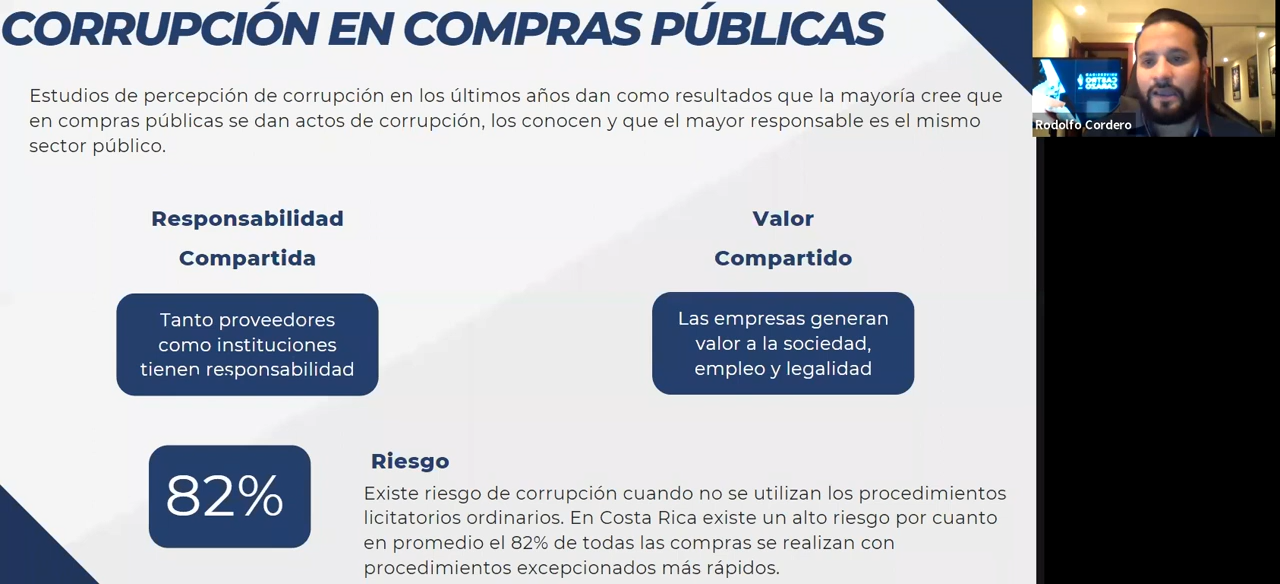 CORRUPCIÓN EN COMPRAS PÚBLICAS
Estudios de percepción de corrupción en los últimos años dan como resultados que la mayoría cree que
en compras públicas se dan actos de corrupción, los conocen y que el mayor responsable es el mismo
sector público.
Responsabilidad
Compartida
Tanto proveedores
como instituciones
tienen responsabilidad
Valor
Compartido
Las empresas generan
valor a la sociedad,
empleo y legalidad
82%
Riesgo
Existe riesgo de corrupción cuando no se utilizan los procedimientos
licitatorios ordinarios. En Costa Rica existe un alto riesgo por cuanto
en promedio el 82% de todas las compras se realizan con
procedimientos excepcionados más rápidos.
Rodolfo Cordero